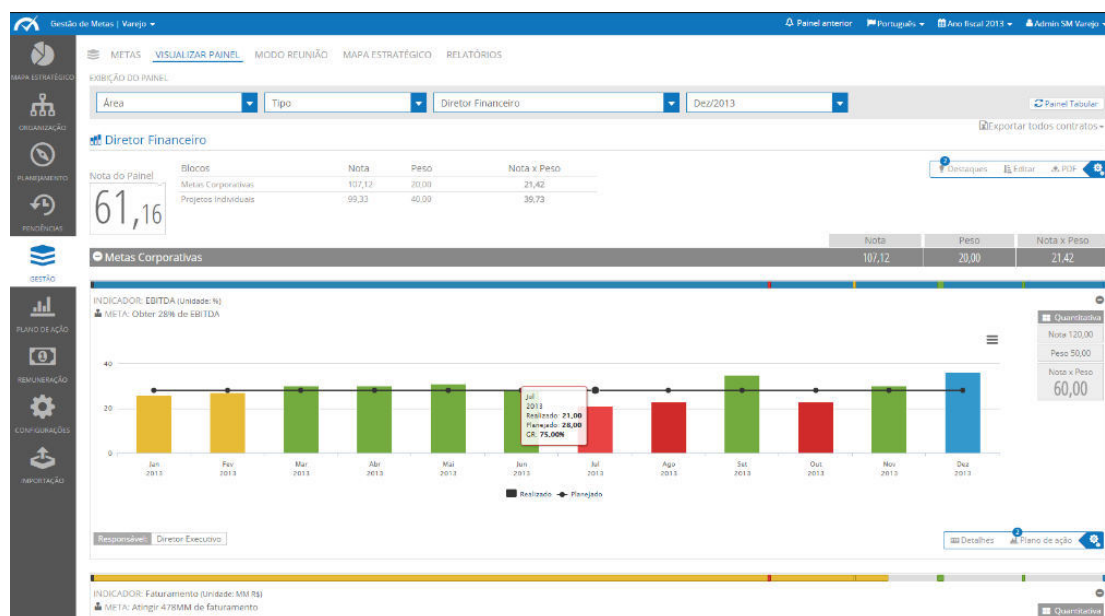 Gestão de Metas | Varejo
Painel anterior
Português
Ano fiscal 2013
Admin SM Varejo
MAPA ESTRATÉGICO
ORGANIZAÇÃO
PLANEJAMENTO
PENDÊNCIAS
GESTÃO
PLANO DE AÇÃO
REMUNERAÇÃO
CONFIGURAÇÕES
IMPORTAÇÃO
METAS VISUALIZAR PAINEL MODO REUNIÃO MAPA ESTRATÉGICO RELATÓRIOS
EXIBIÇÃO DO PAINEL
Área Tipo Diretor Financeiro Dez/2013
Painel Tabular
Exportar todos contratos
Diretor Financeiro
Nota do Painel
61,16
Blocos Nota Peso Nota x Peso
Metas Corporativas 107,12 20,00 21,42
Projetos Individuais 99,33 40,00 39,73
2
Destaques Editar PDF
Nota Peso Nota x Peso
Metas Corporativas 107,12 20,00 21,42
INDICADOR: EBITDA (Unidade: %)
META: Obter 28% de EBITDA
Quantitativa
Nota 120,00
Peso 50,00
Nota x Peso
60,00
40
20
0
Jul
2013
Realizado: 21,00
Planejado: 28,00
GR: 75,00%
Jan Fev Mar Abr Mai Jun Jul Ago Set Out Nov Dez
2013 2013 2013 2013 2013 2013 2013 2013 2013 2013 2013 2013
Realizado Planejado
Responsável: Diretor Executivo
2
Detalhes Plano de ação
INDICADOR: Faturamento (Unidade: MM R$)
META: Atingir 478MM de faturamento
Quantitativa